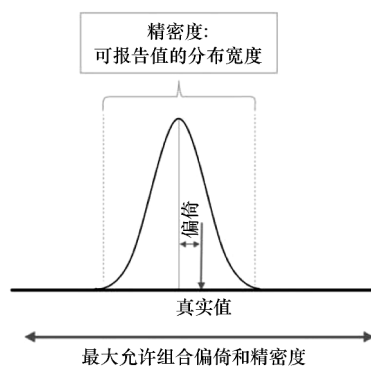 精密度:
可报告值的分布宽度
偏倚
真实值
最大允许组合偏倚和精密度